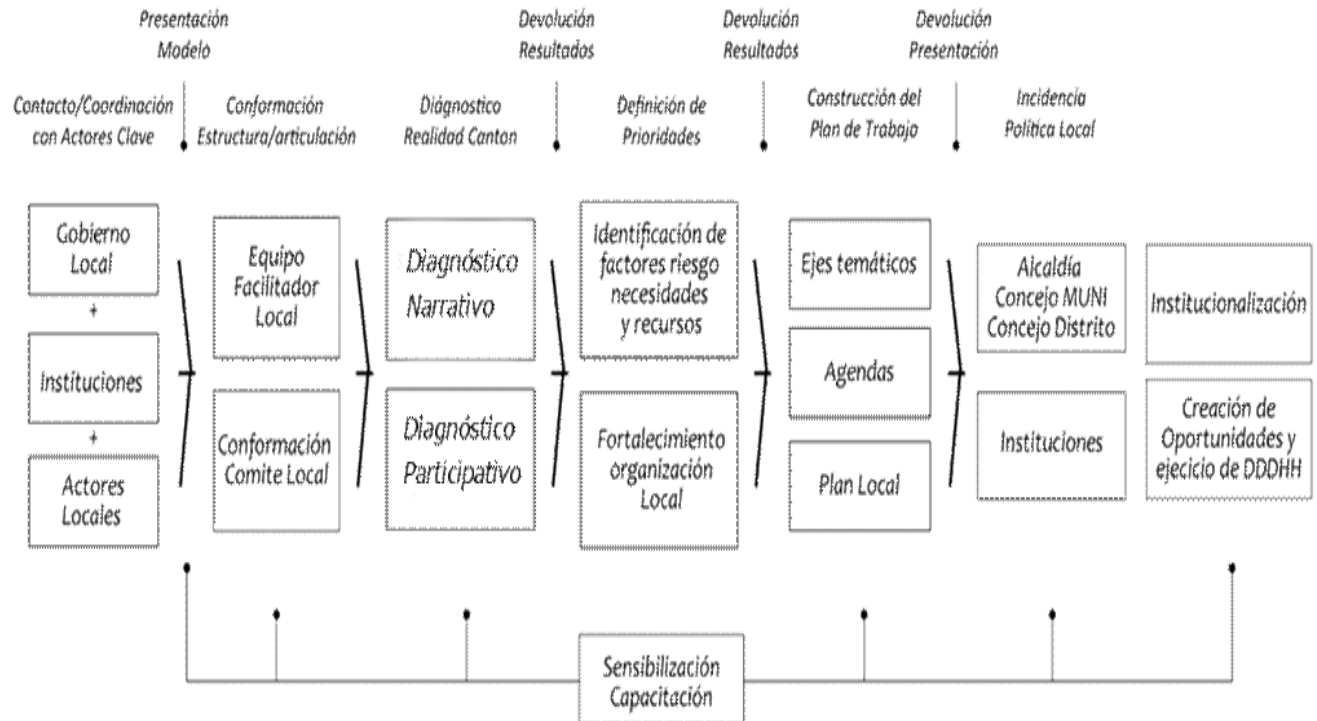 Presentación
Modelo
Devolución
Resultados
Devolución
Resultados
Devolución
Presentación
Contacto/Coordinación
con Actores Clave
Conformación
Estructura/articulación
Diágnostico
Realidad Canton
Definición de
Prioridades
Construcción del
Plan de Trabajo
Incidencia
Política Local
Gobierno
Local
+
Instituciones
+
Actores
Locales
Equipo
Facilitador
Local
Conformación
Comite Local
Diagnóstico
Narrativo
Diagnóstico
Participativo
Identificación de
factores riesgo
necesidades
y recursos
Fortalecimiento
organización
Local
Ejes temáticos
Agendas
Plan Local
Alcaldía
Concejo MUNI
Concejo Distrito
Instituciones
Institucionalización
Creación de
Oportunidades y
ejecicio de DDDHH
Sensibilización
Capacitación